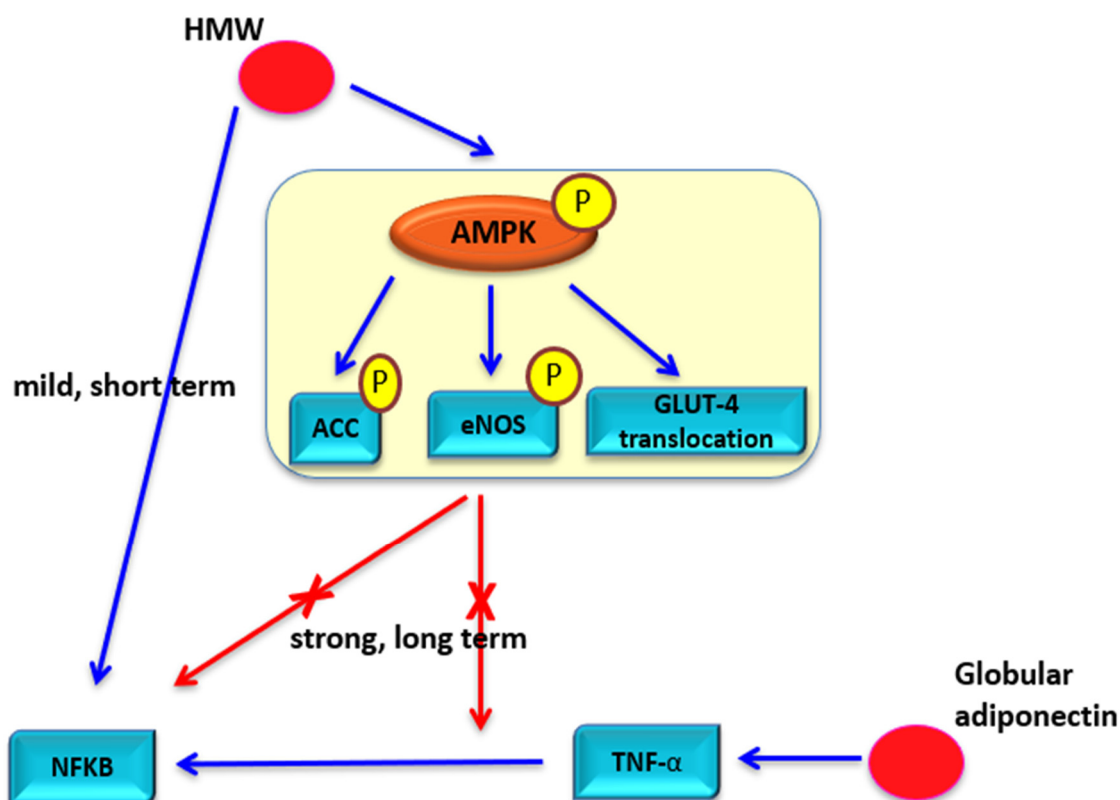 HMW
P
AMPK
mild, short term
P
P
ACC
eNOS
GLUT-4
translocation
strong, long term
Globular
adiponectin
NFKB
TNF-α